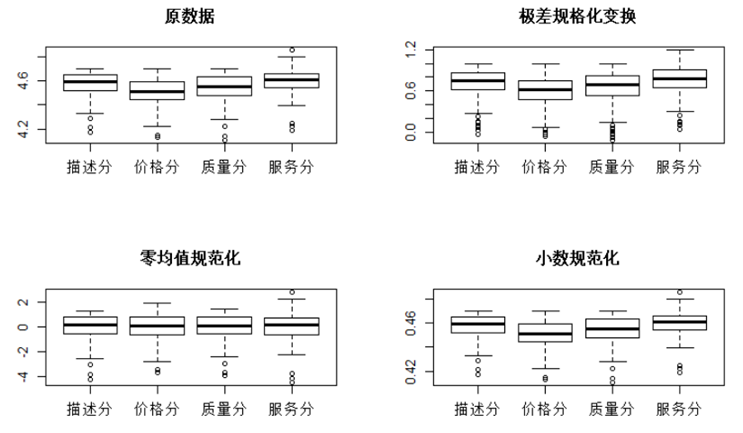 原数据
4.6
4.2
描述分 价格分 质量分 服务分
极差规格化变换
1.2
0.6
0.0
描述分 价格分 质量分 服务分
零均值规范化
2
0
-2
-4
描述分 价格分 质量分 服务分
小数规范化
0.46
0.42
描述分 价格分 质量分 服务分